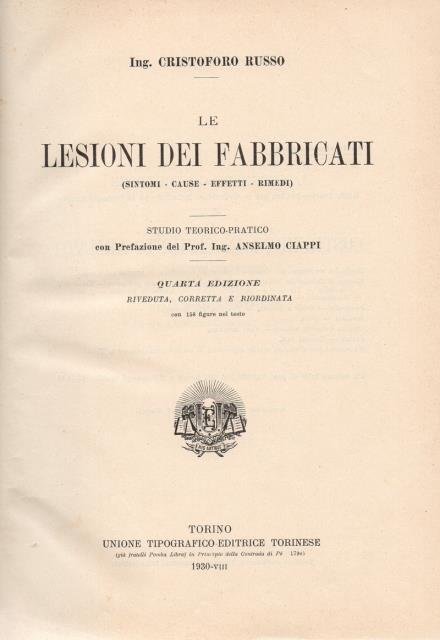 Ing. CRISTOFORO RUSSO
LE
LESIONI DEI FABBRICATI
(SINTOMI - CAUSE - EFFETTI - RIMEDI)
STUDIO TEORICO-PRATICO
con Prefazione del Prof. Ing. ANSELMO CIAPPI
QUARTA EDIZIONE
RIVEDUTA, CORRETTA E RIORDINATA
con 158 figure nel testo
TORINO
UNIONE TIPOGRAFICO-EDITRICE TORINESE
(già fratelli Pomba Libraj in Principio della Contrada di Pò 1796)
1930-VIII